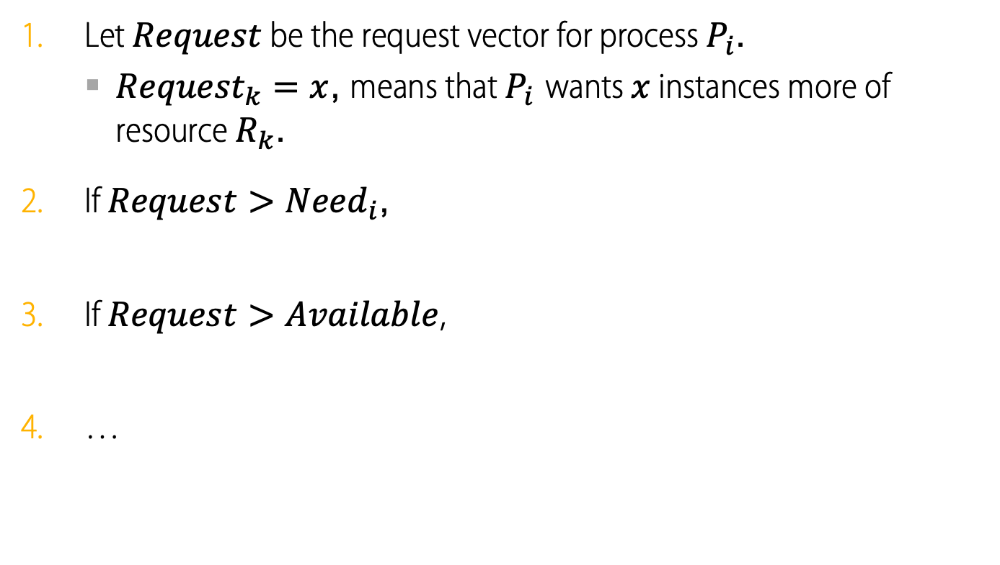 1. Let Request be the request vector for process Pᵢ.
▪ Requestₖ = x, means that Pᵢ wants x instances more of
resource Rₖ.
2. If Request > Needᵢ,
3. If Request > Available,
4. …